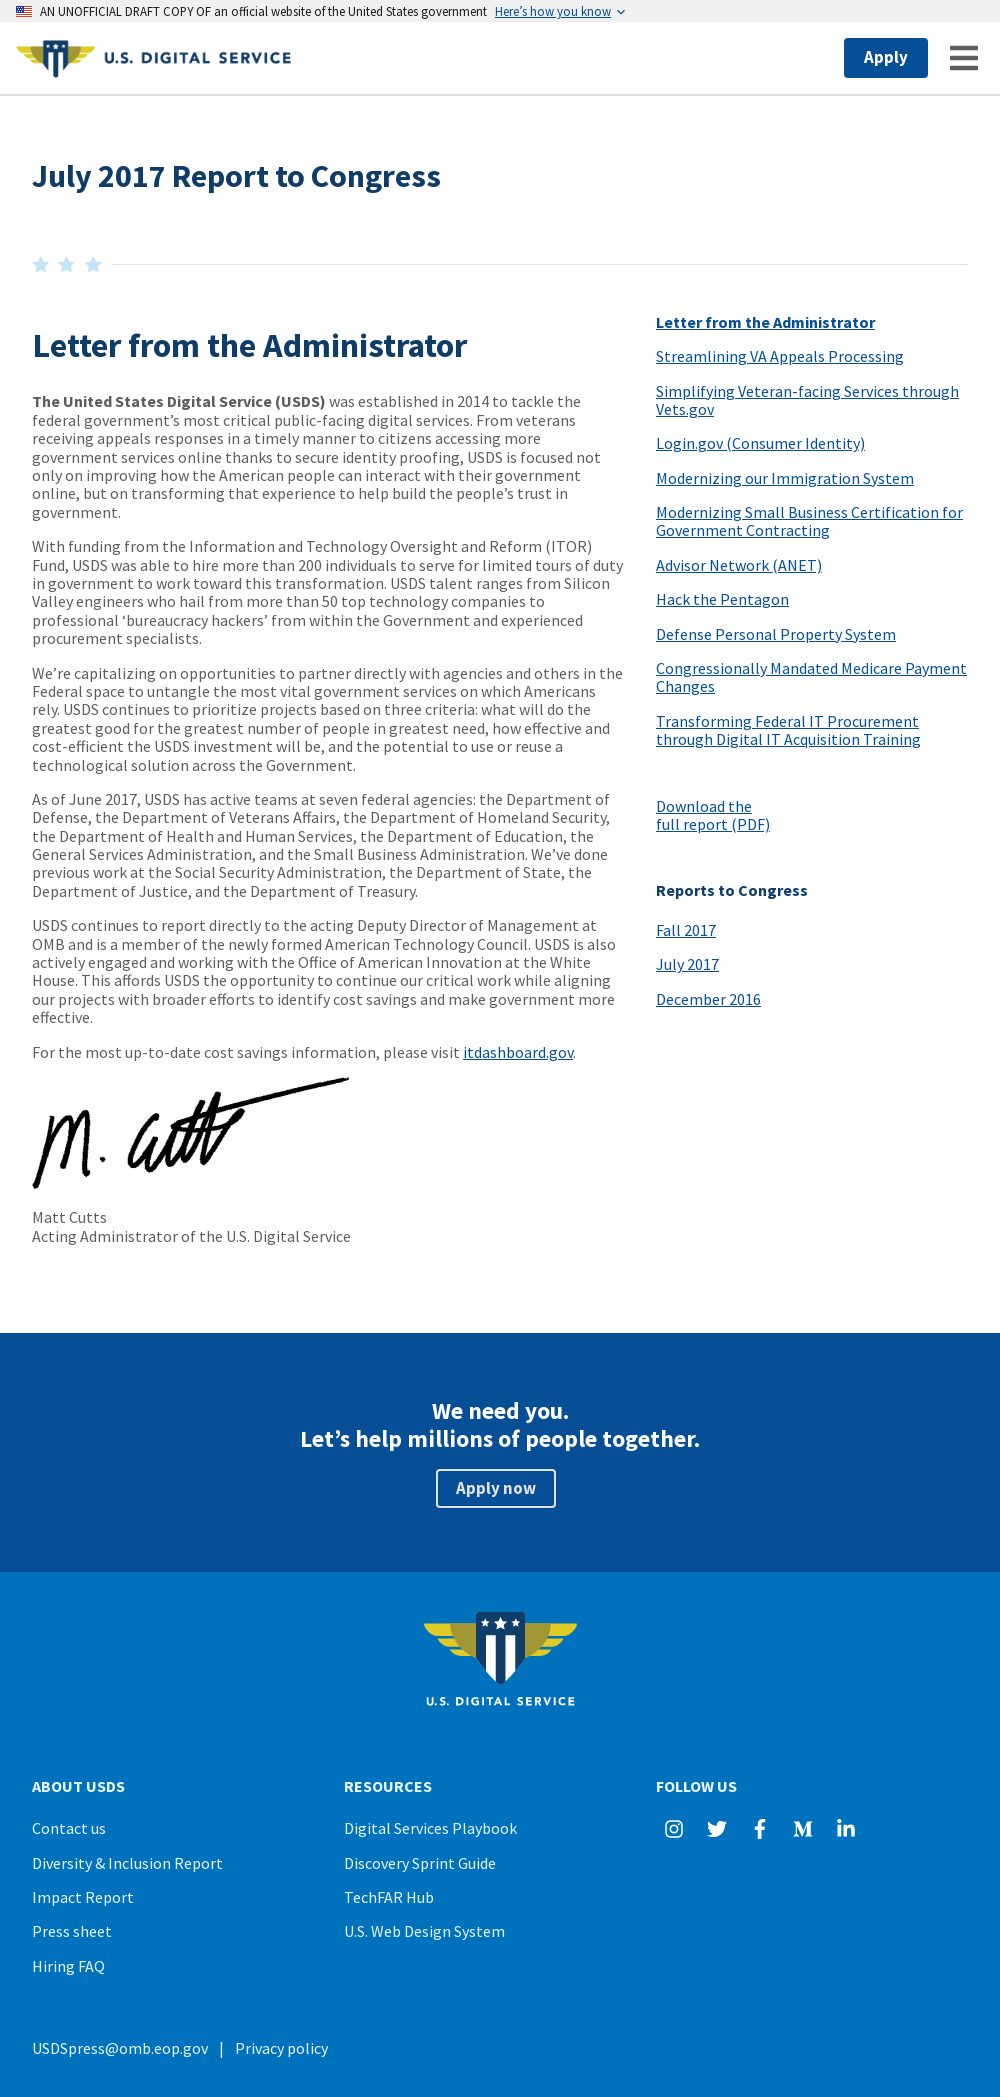 AN UNOFFICIAL DRAFT COPY OF an official website of the United States government Here’s how you know
U.S. DIGITAL SERVICE
Apply
July 2017 Report to Congress
Letter from the Administrator
The United States Digital Service (USDS) was established in 2014 to tackle the
federal government’s most critical public-facing digital services. From veterans
receiving appeals responses in a timely manner to citizens accessing more
government services online thanks to secure identity proofing, USDS is focused not
only on improving how the American people can interact with their government
online, but on transforming that experience to help build the people’s trust in
government.
With funding from the Information and Technology Oversight and Reform (ITOR)
Fund, USDS was able to hire more than 200 individuals to serve for limited tours of duty
in government to work toward this transformation. USDS talent ranges from Silicon
Valley engineers who hail from more than 50 top technology companies to
professional ‘bureaucracy hackers’ from within the Government and experienced
procurement specialists.
We’re capitalizing on opportunities to partner directly with agencies and others in the
Federal space to untangle the most vital government services on which Americans
rely. USDS continues to prioritize projects based on three criteria: what will do the
greatest good for the greatest number of people in greatest need, how effective and
cost-efficient the USDS investment will be, and the potential to use or reuse a
technological solution across the Government.
As of June 2017, USDS has active teams at seven federal agencies: the Department of
Defense, the Department of Veterans Affairs, the Department of Homeland Security,
the Department of Health and Human Services, the Department of Education, the
General Services Administration, and the Small Business Administration. We’ve done
previous work at the Social Security Administration, the Department of State, the
Department of Justice, and the Department of Treasury.
USDS continues to report directly to the acting Deputy Director of Management at
OMB and is a member of the newly formed American Technology Council. USDS is also
actively engaged and working with the Office of American Innovation at the White
House. This affords USDS the opportunity to continue our critical work while aligning
our projects with broader efforts to identify cost savings and make government more
effective.
For the most up-to-date cost savings information, please visit itdashboard.gov.
M. Cutts
Matt Cutts
Acting Administrator of the U.S. Digital Service
Letter from the Administrator
Streamlining VA Appeals Processing
Simplifying Veteran-facing Services through
Vets.gov
Login.gov (Consumer Identity)
Modernizing our Immigration System
Modernizing Small Business Certification for
Government Contracting
Advisor Network (ANET)
Hack the Pentagon
Defense Personal Property System
Congressionally Mandated Medicare Payment
Changes
Transforming Federal IT Procurement
through Digital IT Acquisition Training
Download the
full report (PDF)
Reports to Congress
Fall 2017
July 2017
December 2016
We need you.
Let’s help millions of people together.
Apply now
U.S. DIGITAL SERVICE
ABOUT USDS
Contact us
Diversity & Inclusion Report
Impact Report
Press sheet
Hiring FAQ
RESOURCES
Digital Services Playbook
Discovery Sprint Guide
TechFAR Hub
U.S. Web Design System
FOLLOW US
USDSpress@omb.eop.gov | Privacy policy